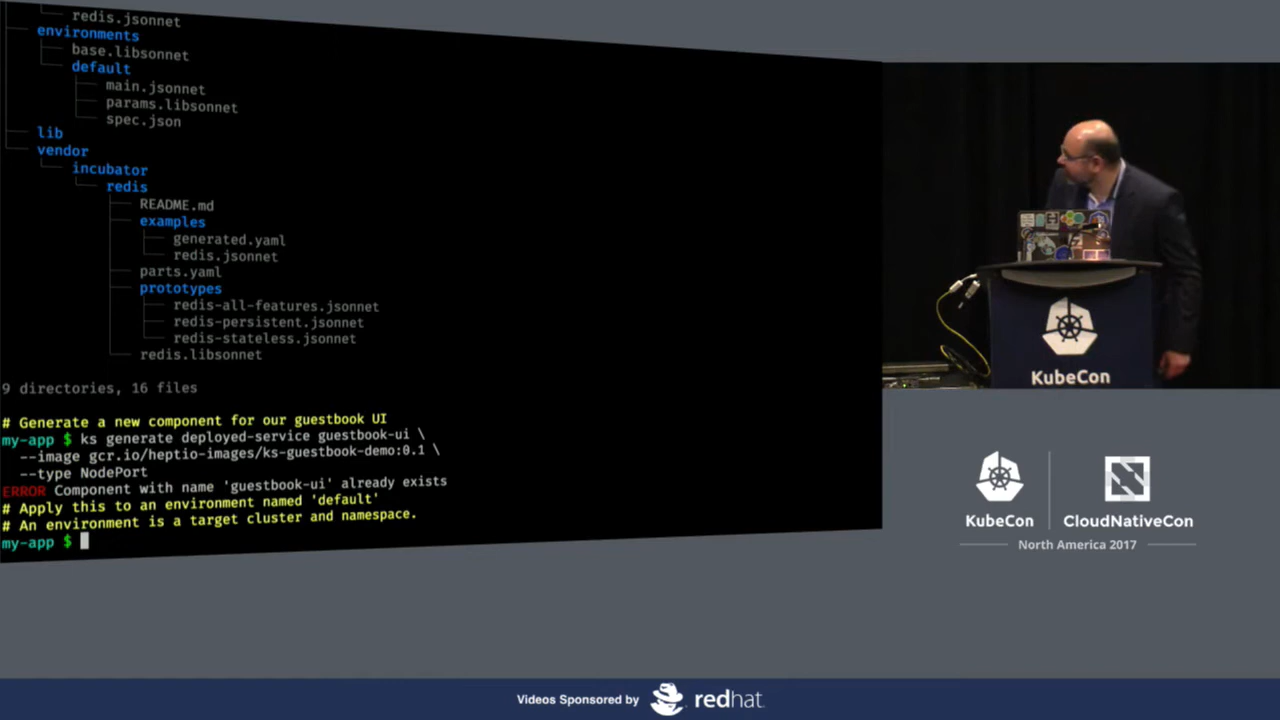 redis.jsonnet
environments
base.libsonnet
default
main.jsonnet
params.libsonnet
spec.json
lib
vendor
incubator
redis
README.md
examples
generated.yaml
redis.jsonnet
parts.yaml
prototypes
redis-all-features.jsonnet
redis-persistent.jsonnet
redis-stateless.jsonnet
redis.libsonnet
9 directories, 16 files
# Generate a new component for our guestbook UI
my-app $ ks generate deployed-service guestbook-ui \
--image gcr.io/heptio-images/ks-guestbook-demo:0.1 \
--type NodePort
ERROR Component with name 'guestbook-ui' already exists
# Apply this to an environment named 'default'
# An environment is a target cluster and namespace.
my-app $
KubeCon
KubeCon
CloudNativeCon
North America 2017
Videos Sponsored by
redhat.